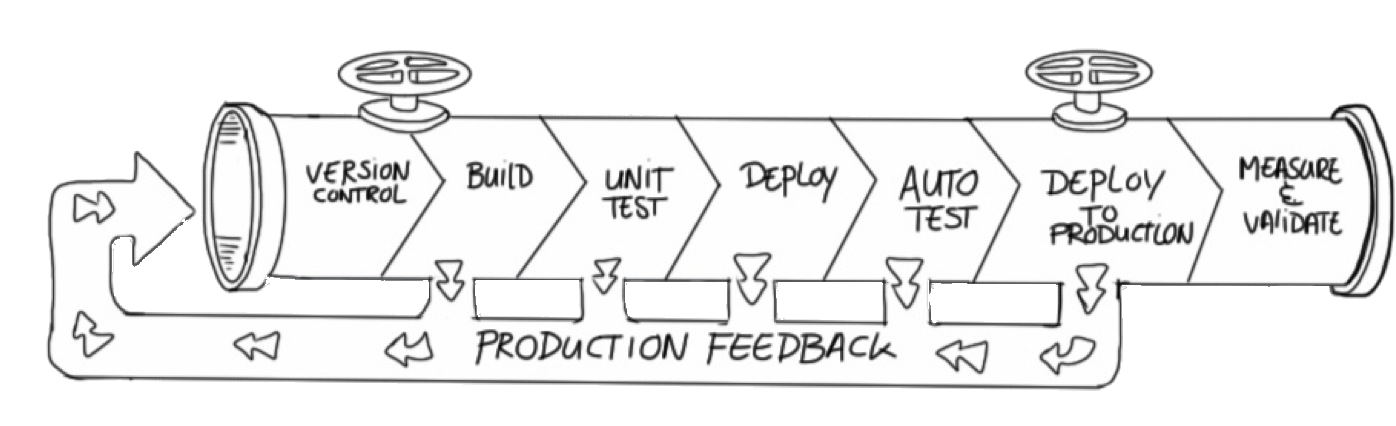 VERSION
CONTROL
BUILD
UNIT
TEST
DEPLOY
AUTO
TEST
DEPLOY
TO
PRODUCTION
MEASURE
&
VALIDATE
PRODUCTION FEEDBACK